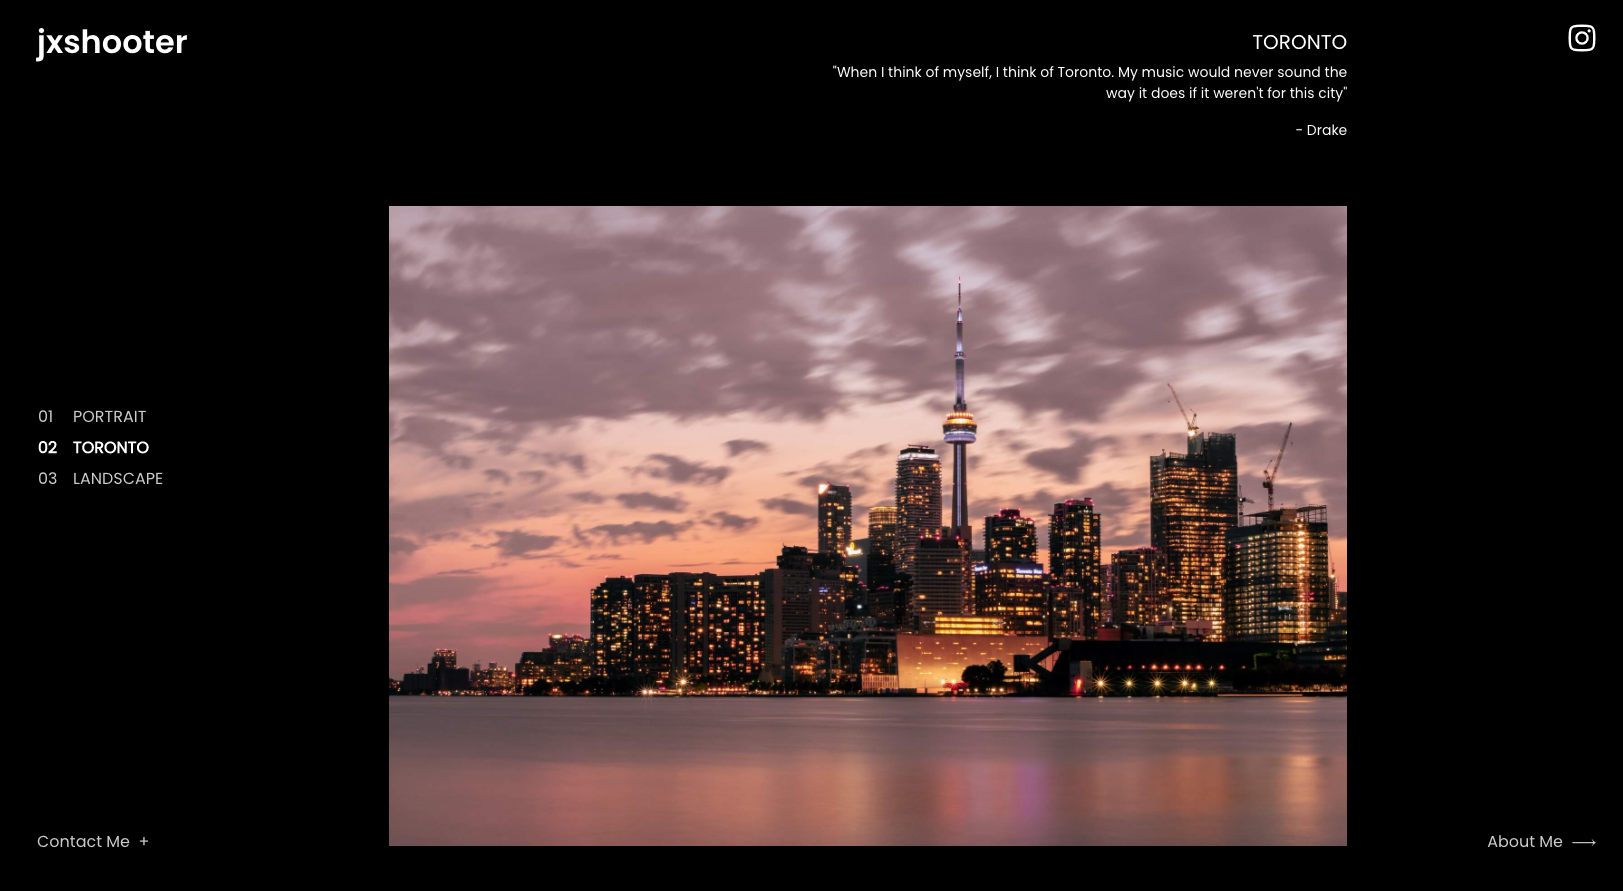 jxshooter
TORONTO
"When I think of myself, I think of Toronto. My music would never sound the
way it does if it weren't for this city"
- Drake
01 PORTRAIT
02 TORONTO
03 LANDSCAPE
Contact Me +
About Me ⟶